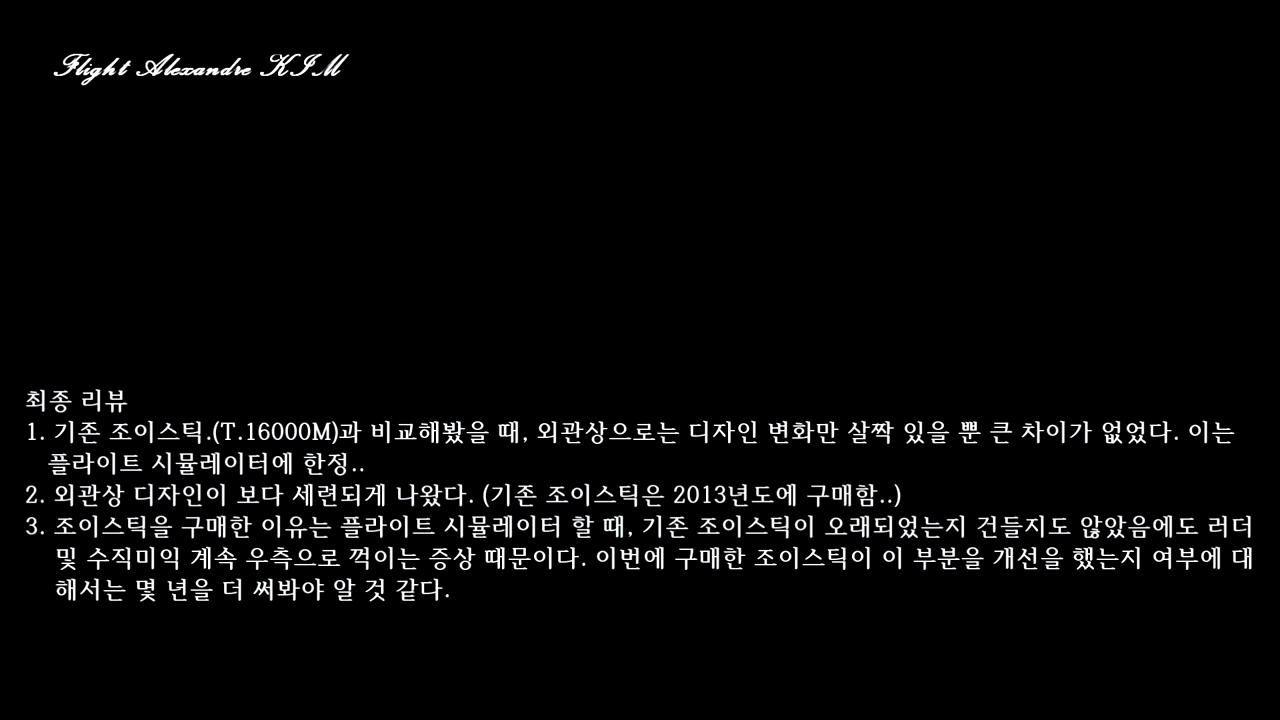 Flight Alexandre KIM
최종 리뷰
1. 기존 조이스틱.(T.16000M)과 비교해봤을 때, 외관상으로는 디자인 변화만 살짝 있을 뿐 큰 차이가 없었다. 이는
플라이트 시뮬레이터에 한정..
2. 외관상 디자인이 보다 세련되게 나왔다. (기존 조이스틱은 2013년도에 구매함..)
3. 조이스틱을 구매한 이유는 플라이트 시뮬레이터 할 때, 기존 조이스틱이 오래되었는지 건들지도 않았음에도 러더
및 수직미익 계속 우측으로 꺽이는 증상 때문이다. 이번에 구매한 조이스틱이 이 부분을 개선을 했는지 여부에 대
해서는 몇 년을 더 써봐야 알 것 같다.